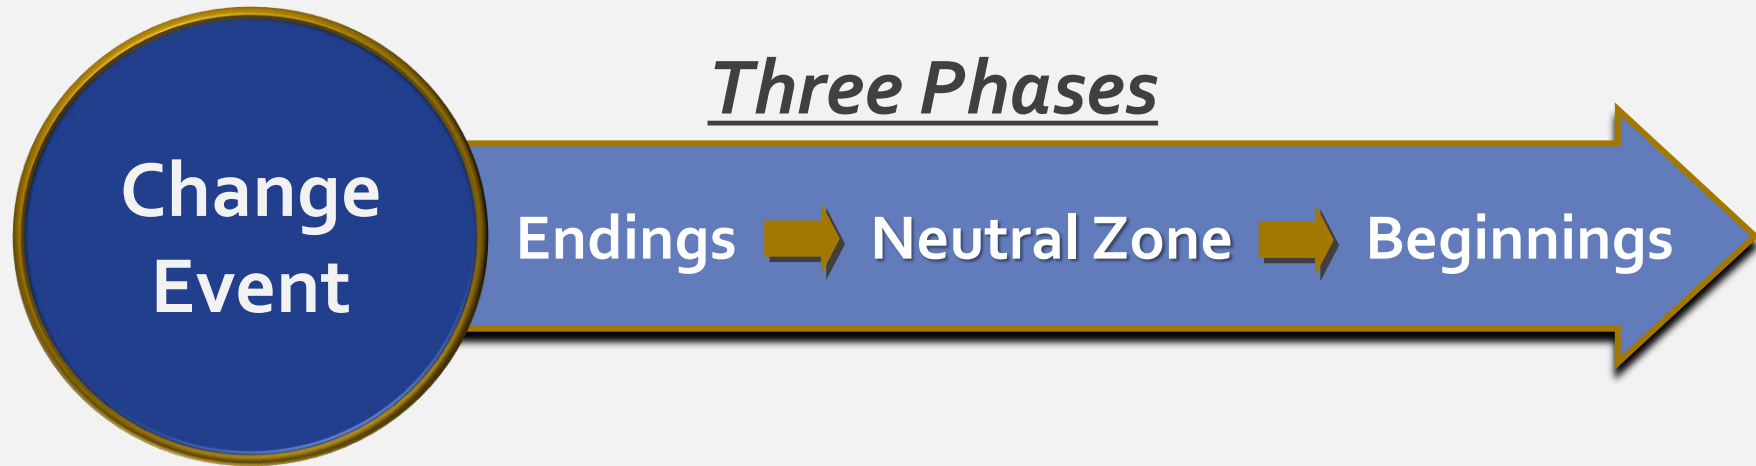 Three Phases
Change
Event
Endings
Neutral Zone
Beginnings